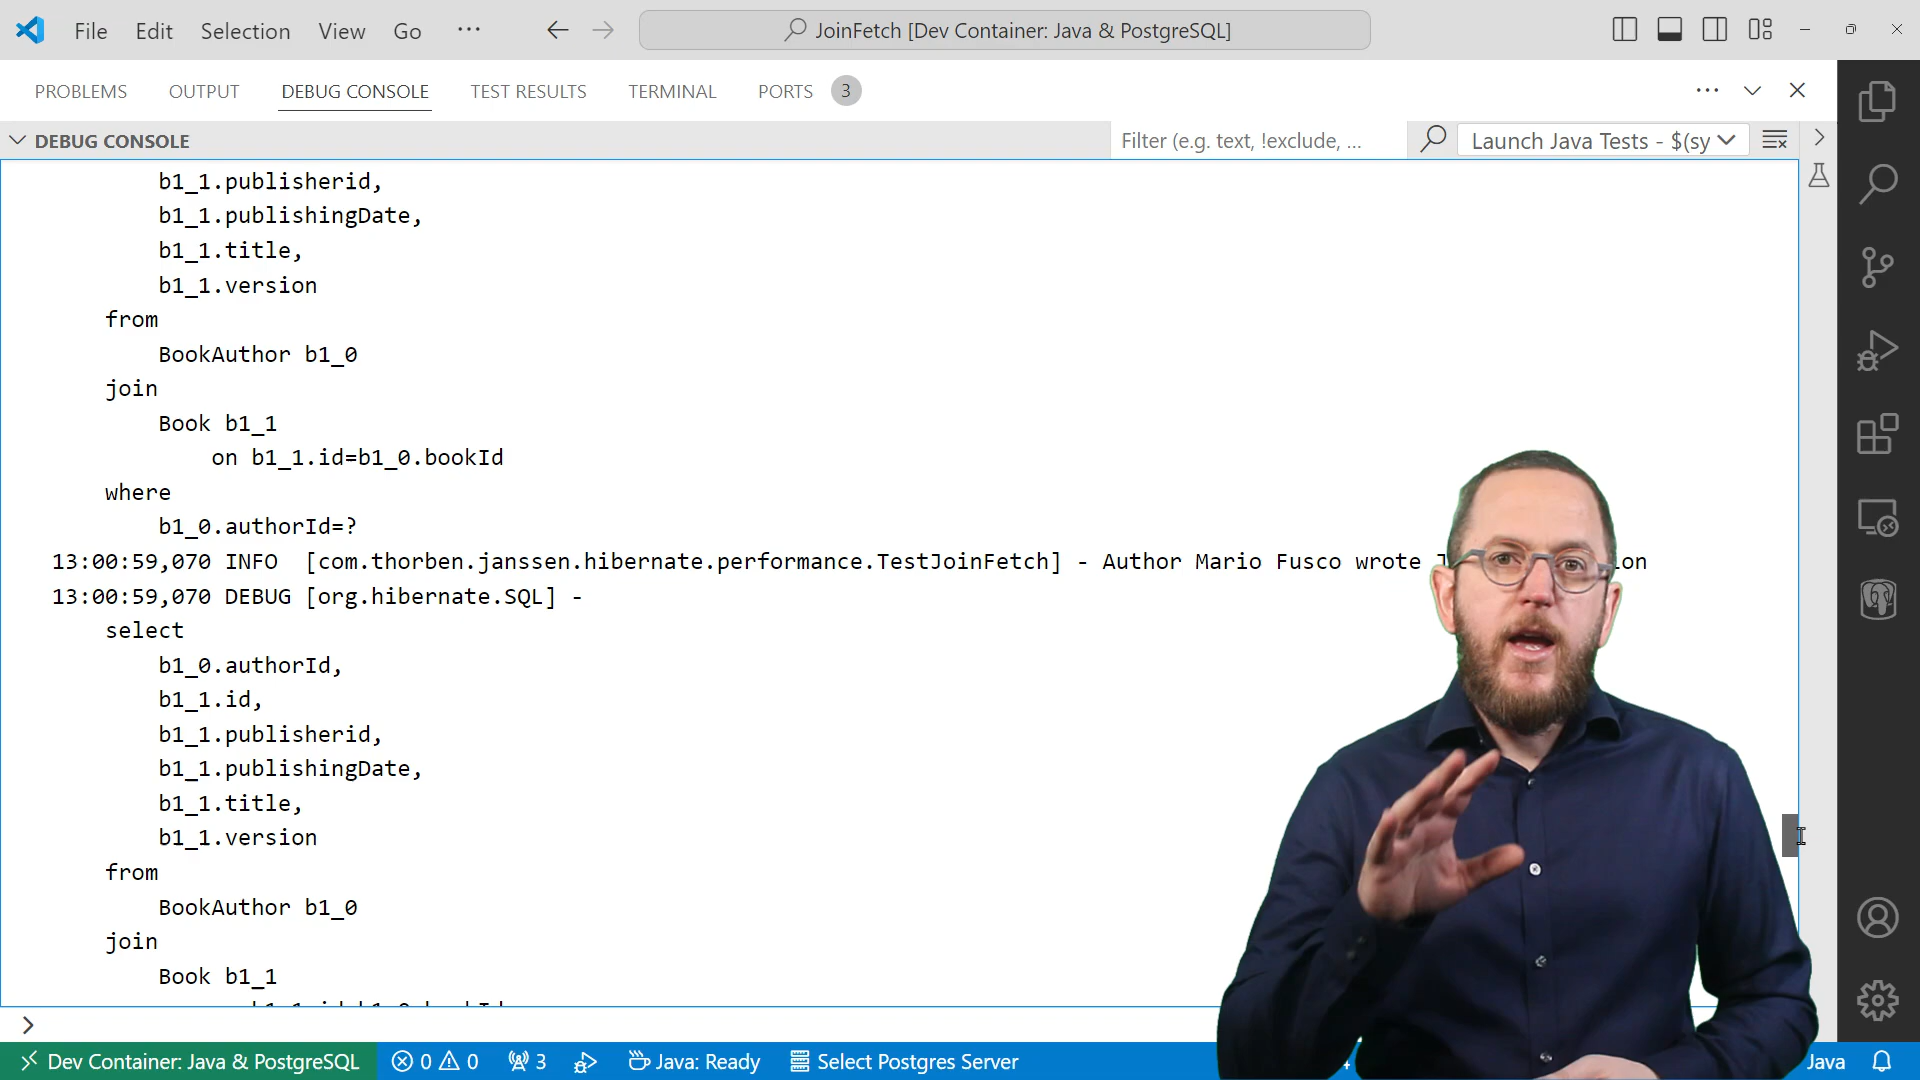 File Edit Selection View Go ··· JoinFetch [Dev Container: Java & PostgreSQL]
PROBLEMS OUTPUT DEBUG CONSOLE TEST RESULTS TERMINAL PORTS 3
DEBUG CONSOLE Filter (e.g. text, !exclude, ... Launch Java Tests - $(sy
b1_1.publisherid,
b1_1.publishingDate,
b1_1.title,
b1_1.version
from
BookAuthor b1_0
join
Book b1_1
on b1_1.id=b1_0.bookId
where
b1_0.authorId=?
13:00:59,070 INFO [com.thorben.janssen.hibernate.performance.TestJoinFetch] - Author Mario Fusco wrote
13:00:59,070 DEBUG [org.hibernate.SQL] -
select
b1_0.authorId,
b1_1.id,
b1_1.publisherid,
b1_1.publishingDate,
b1_1.title,
b1_1.version
from
BookAuthor b1_0
join
Book b1_1
>
Dev Container: Java & PostgreSQL 0 0 3 Java: Ready Select Postgres Server Java